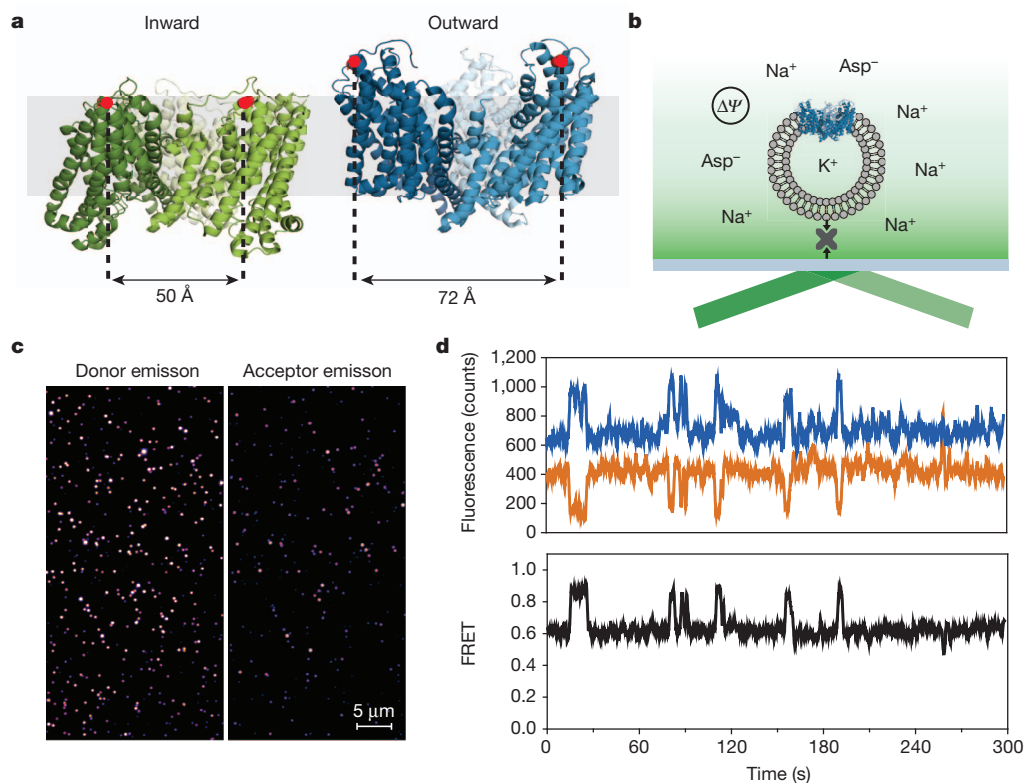 a
Inward
Outward
50 Å
72 Å
b
Na⁺
Asp⁻
ΔΨ
Na⁺
Asp⁻
K⁺
Na⁺
Na⁺
Na⁺
c
Donor emisson
Acceptor emisson
5 μm
d
Fluorescence (counts)
1,200
1,000
800
600
400
200
0
FRET
1.0
0.8
0.6
0.4
0.2
0.0
0 60 120 180 240 300
Time (s)